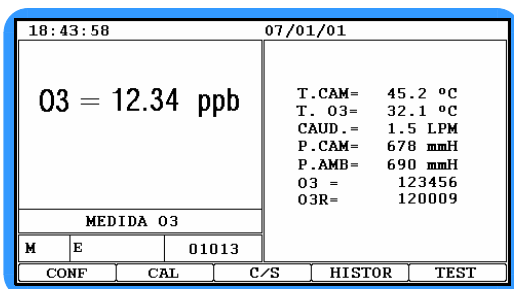 18:43:58 07/01/01
O3 = 12.34 ppb
T.CAM= 45.2 ºC
T. O3= 32.1 ºC
CAUD.= 1.5 LPM
P.CAM= 678 mmH
P.AMB= 690 mmH
O3 = 123456
O3R= 120009
MEDIDA O3
M E 01013
CONF CAL C/S HISTOR TEST